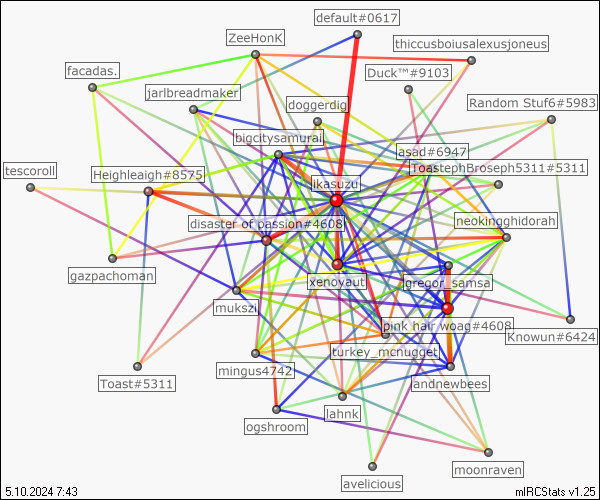 default#0617
ZeeHonK
thiccusboiusalexusjoneus
facadas.
Duck™#9103
jarlbreadmaker
doggerdig
Random Stuf6#5983
bigcitysamurai
asad#6947
tescoroll
Heighleaigh#8575
ToastephBroseph5311#5311
ikasuzu
disaster of passion#4608
neokingghidorah
gazpachoman
xenovaut
gregor_samsa
mukszi
pink hair woag#4608
Knowun#6424
turkey_mcnugget
mingus4742
Toast#5311
andnewbees
lahnk
ogshroom
moonraven
avelicious
5.10.2024 7:43
mIRCStats v1.25